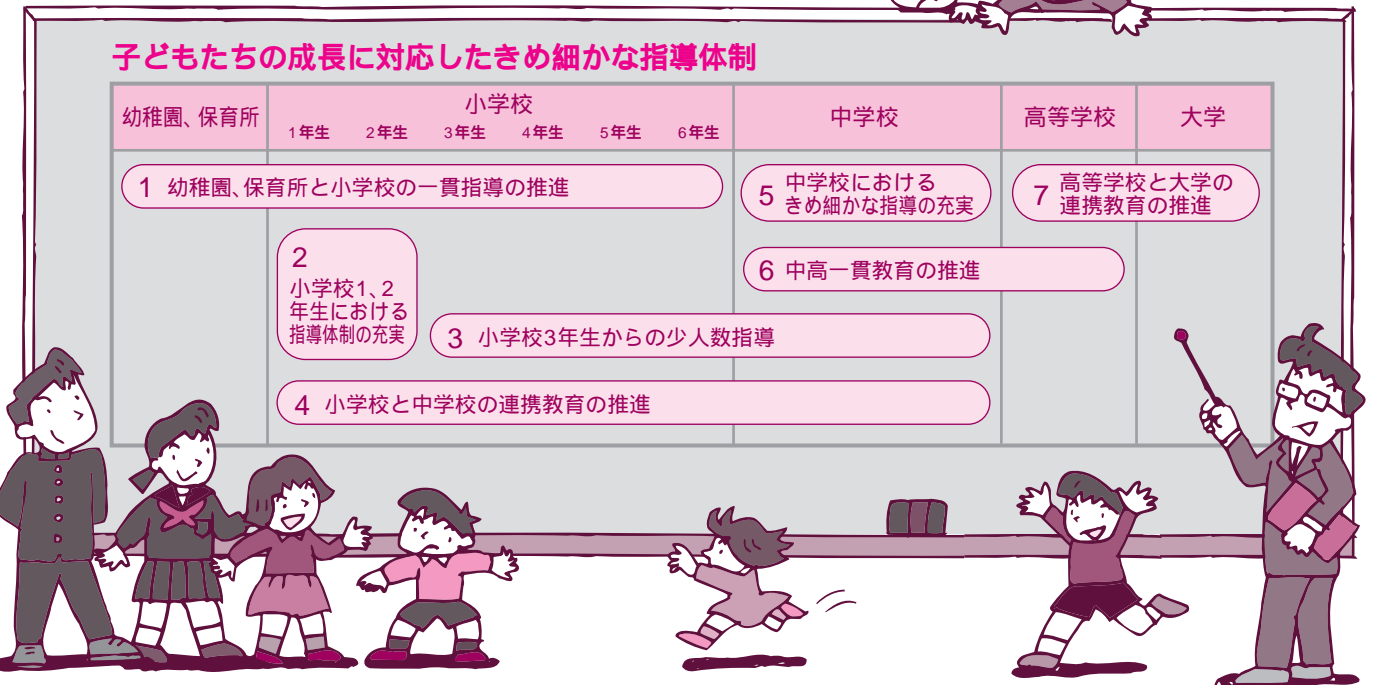 子どもたちの成長に対応したきめ細かな指導体制
幼稚園、保育所
小学校
1年生 2年生 3年生 4年生 5年生 6年生
中学校
高等学校
大学
1 幼稚園、保育所と小学校の一貫指導の推進
5 中学校における
きめ細かな指導の充実
7 高等学校と大学の
連携教育の推進
2
小学校1、2
年生における
指導体制の充実
6 中高一貫教育の推進
3 小学校3年生からの少人数指導
4 小学校と中学校の連携教育の推進